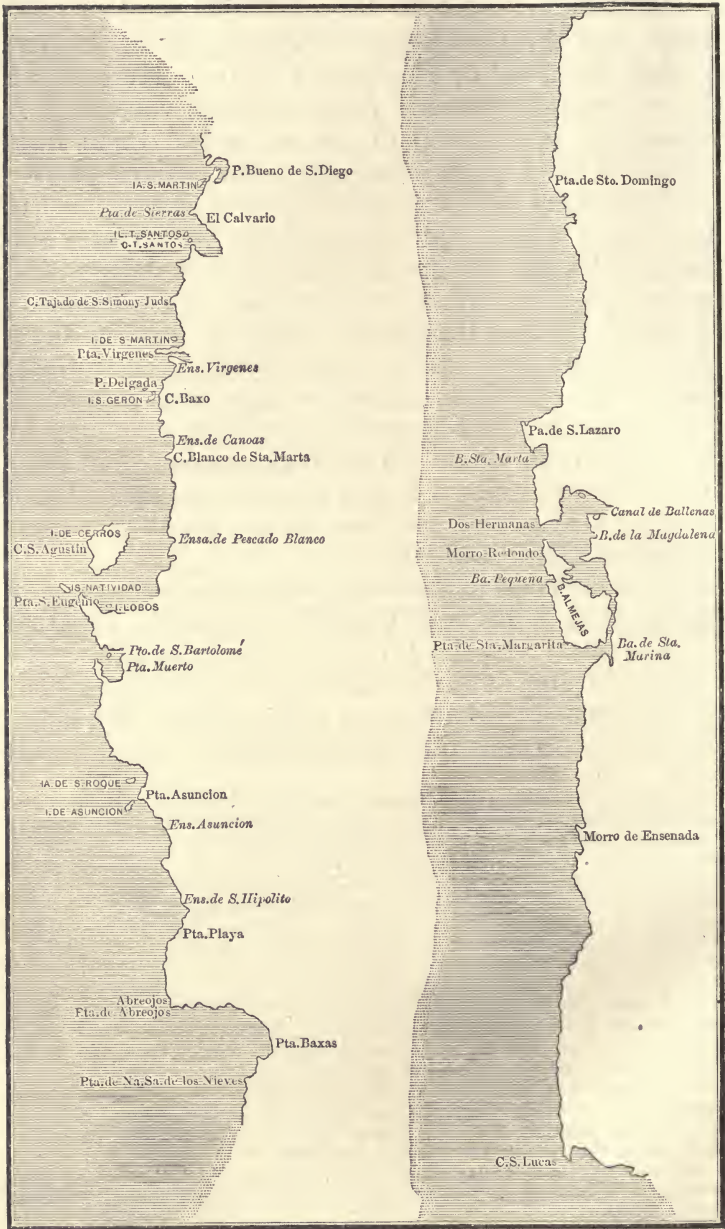 P. Bueno de S. Diego
IA. S. MARTIN
Pta. de Sierras
El Calvario
IL. T. SANTOS
C. T. SANTOS
C. Tajado de S. Simony Juds
I. DE S MARTIN
Pta. Virgenes
Ens. Virgenes
P. Delgada
I. S. GERON
C. Baxo
Ens. de Canoas
C. Blanco de Sta. Marta
I. DE CERROS
C. S. Agustin
Ensa. de Pescado Blanco
IS. NATIVIDAD
Pta. S. Eugenio
I. LOBOS
Pto. de S. Bartolomé
Pta. Muerto
IA. DE S. ROQUE
Pta. Asuncion
I. DE ASUNCION
Ens. Asuncion
Ens. de S. Hipolito
Pta. Playa
Abreojos
Pta. de Abreojos
Pta. Baxas
Pta. de Na. Sa. de los Nieves
Pta. de Sto. Domingo
Pa. de S. Lazaro
B. Sta. Marta
Canal de Ballenas
Dos Hermanas
B. de la Magdalena
Morro Redondo
Ba. Pequena
B. ALMEJAS
Pta de Sta. Margarita
Ba. de Sta.
Marina
Morro de Ensenada
C. S. Lucas